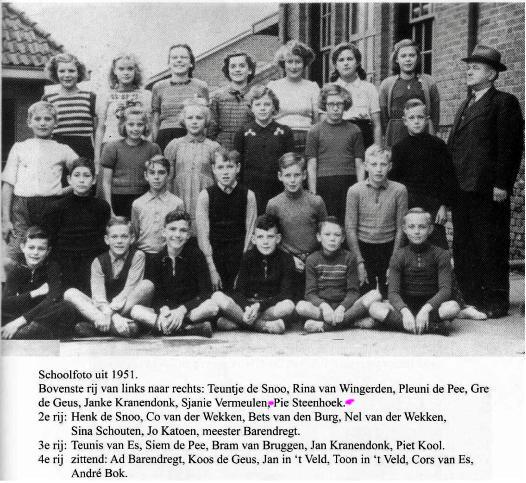 Schoolfoto uit 1951.
Bovenste rij van links naar rechts: Teuntje de Snoo, Rina van Wingerden, Pleuni de Pee, Gre
de Geus, Janke Kranendonk, Sjanie Vermeulen, Pie Steenhoek.
2e rij: Henk de Snoo, Co van der Wekken, Bets van den Burg, Nel van der Wekken,
Sina Schouten, Jo Katoen, meester Barendregt.
3e rij: Teunis van Es, Siem de Pee, Bram van Bruggen, Jan Kranendonk, Piet Kool.
4e rij zittend: Ad Barendregt, Koos de Geus, Jan in ‘t Veld, Toon in ‘t Veld, Cors van Es,
André Bok.